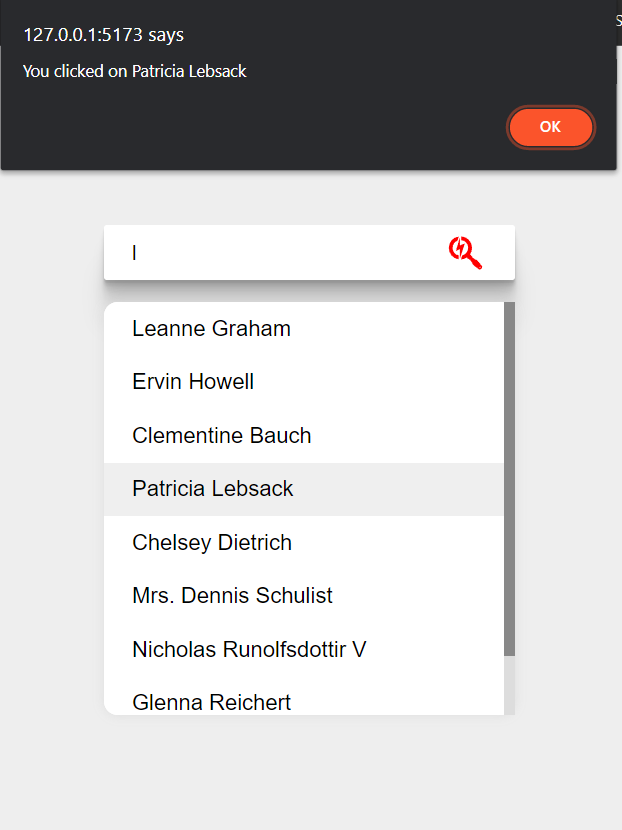 127.0.0.1:5173 says
You clicked on Patricia Lebsack
OK
l
Leanne Graham
Ervin Howell
Clementine Bauch
Patricia Lebsack
Chelsey Dietrich
Mrs. Dennis Schulist
Nicholas Runolfsdottir V
Glenna Reichert